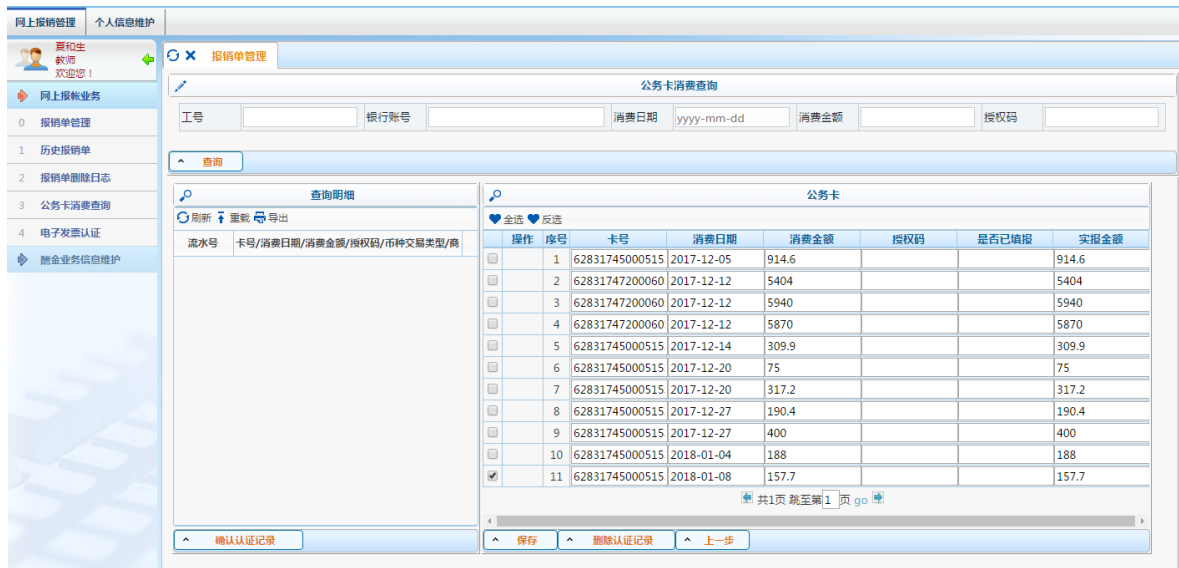 网上报销管理 个人信息维护
夏和生
教师
欢迎您！
网上报帐业务
0 报销单管理
1 历史报销单
2 报销单删除日志
3 公务卡消费查询
4 电子发票认证
酬金业务信息维护
报销单管理
公务卡消费查询
工号 银行账号 消费日期 yyyy-mm-dd 消费金额 授权码
查询
查询明细
刷新 重载 导出
流水号 卡号/消费日期/消费金额/授权码/币种交易类型/商
确认认证记录
公务卡
全选 反选
操作 序号 卡号 消费日期 消费金额 授权码 是否已填报 实报金额
1 62831745000515 2017-12-05 914.6 914.6
2 62831747200060 2017-12-12 5404 5404
3 62831747200060 2017-12-12 5940 5940
4 62831747200060 2017-12-12 5870 5870
5 62831745000515 2017-12-14 309.9 309.9
6 62831745000515 2017-12-20 75 75
7 62831745000515 2017-12-20 317.2 317.2
8 62831745000515 2017-12-27 190.4 190.4
9 62831745000515 2017-12-27 400 400
10 62831745000515 2018-01-04 188 188
11 62831745000515 2018-01-08 157.7 157.7
共1页 跳至第 1 页 go
保存 删除认证记录 上一步